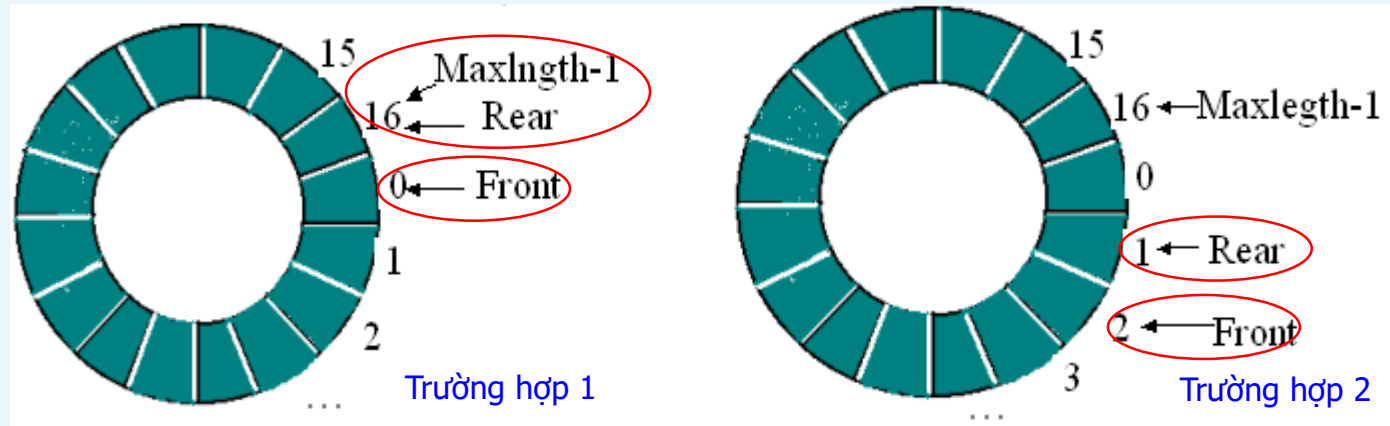 15
Maxlngth-1
16
Rear
0
Front
1
2
...
Trường hợp 1
15
16
Maxlegth-1
0
1
Rear
2
Front
3
...
Trường hợp 2